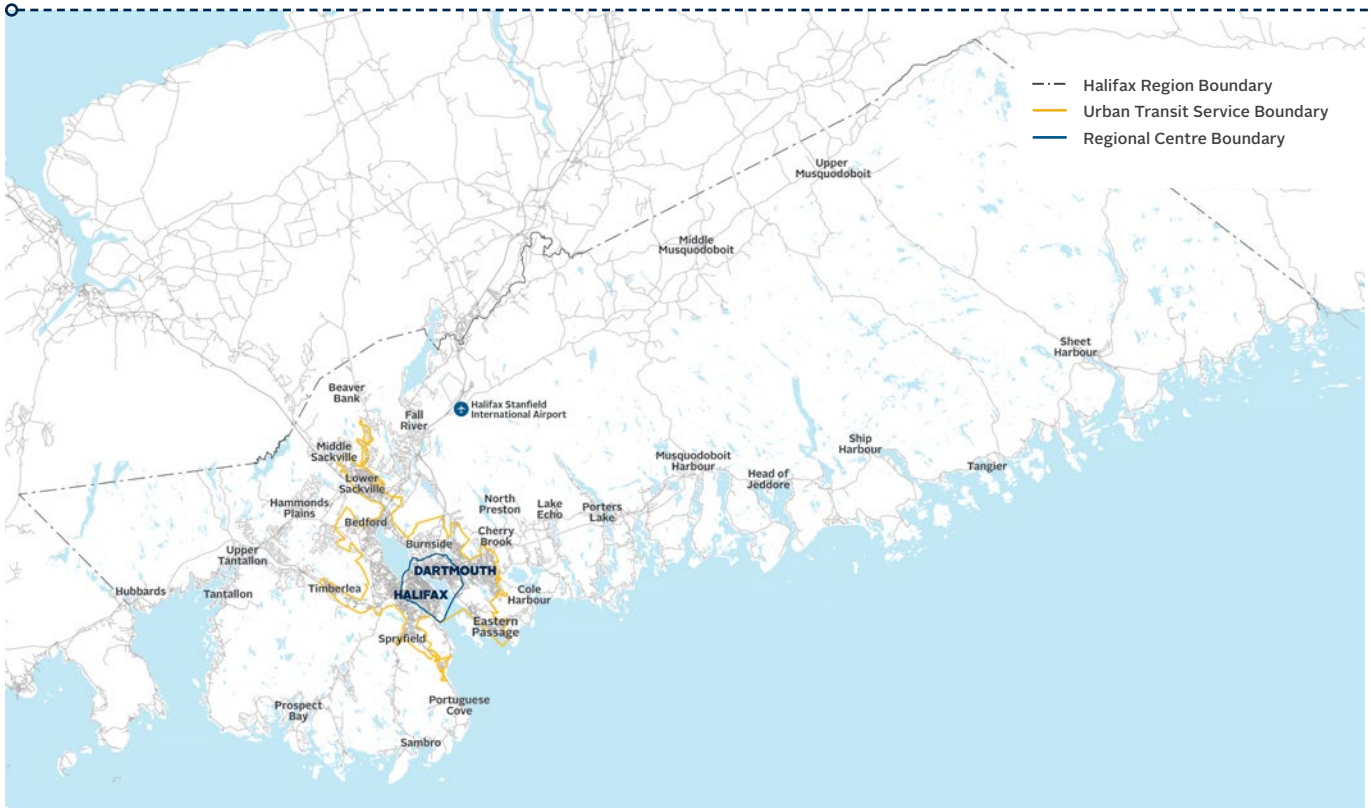 Halifax Region Boundary
Urban Transit Service Boundary
Regional Centre Boundary
Upper
Musquodoboit
Middle
Musquodoboit
Sheet
Harbour
Beaver
Bank
Halifax Stanfield
International Airport
Fall
River
Middle
Sackville
Ship
Harbour
Musquodoboit
Harbour
Tangier
Head of
Jeddore
Lower
Sackville
Hammonds
Plains
North
Preston
Lake
Echo
Porters
Lake
Bedford
Cherry
Brook
Burnside
Upper
Tantallon
DARTMOUTH
Timberlea
Hubbards
Tantallon
HALIFAX
Cole
Harbour
Eastern
Passage
Spryfield
Portuguese
Cove
Prospect
Bay
Sambro